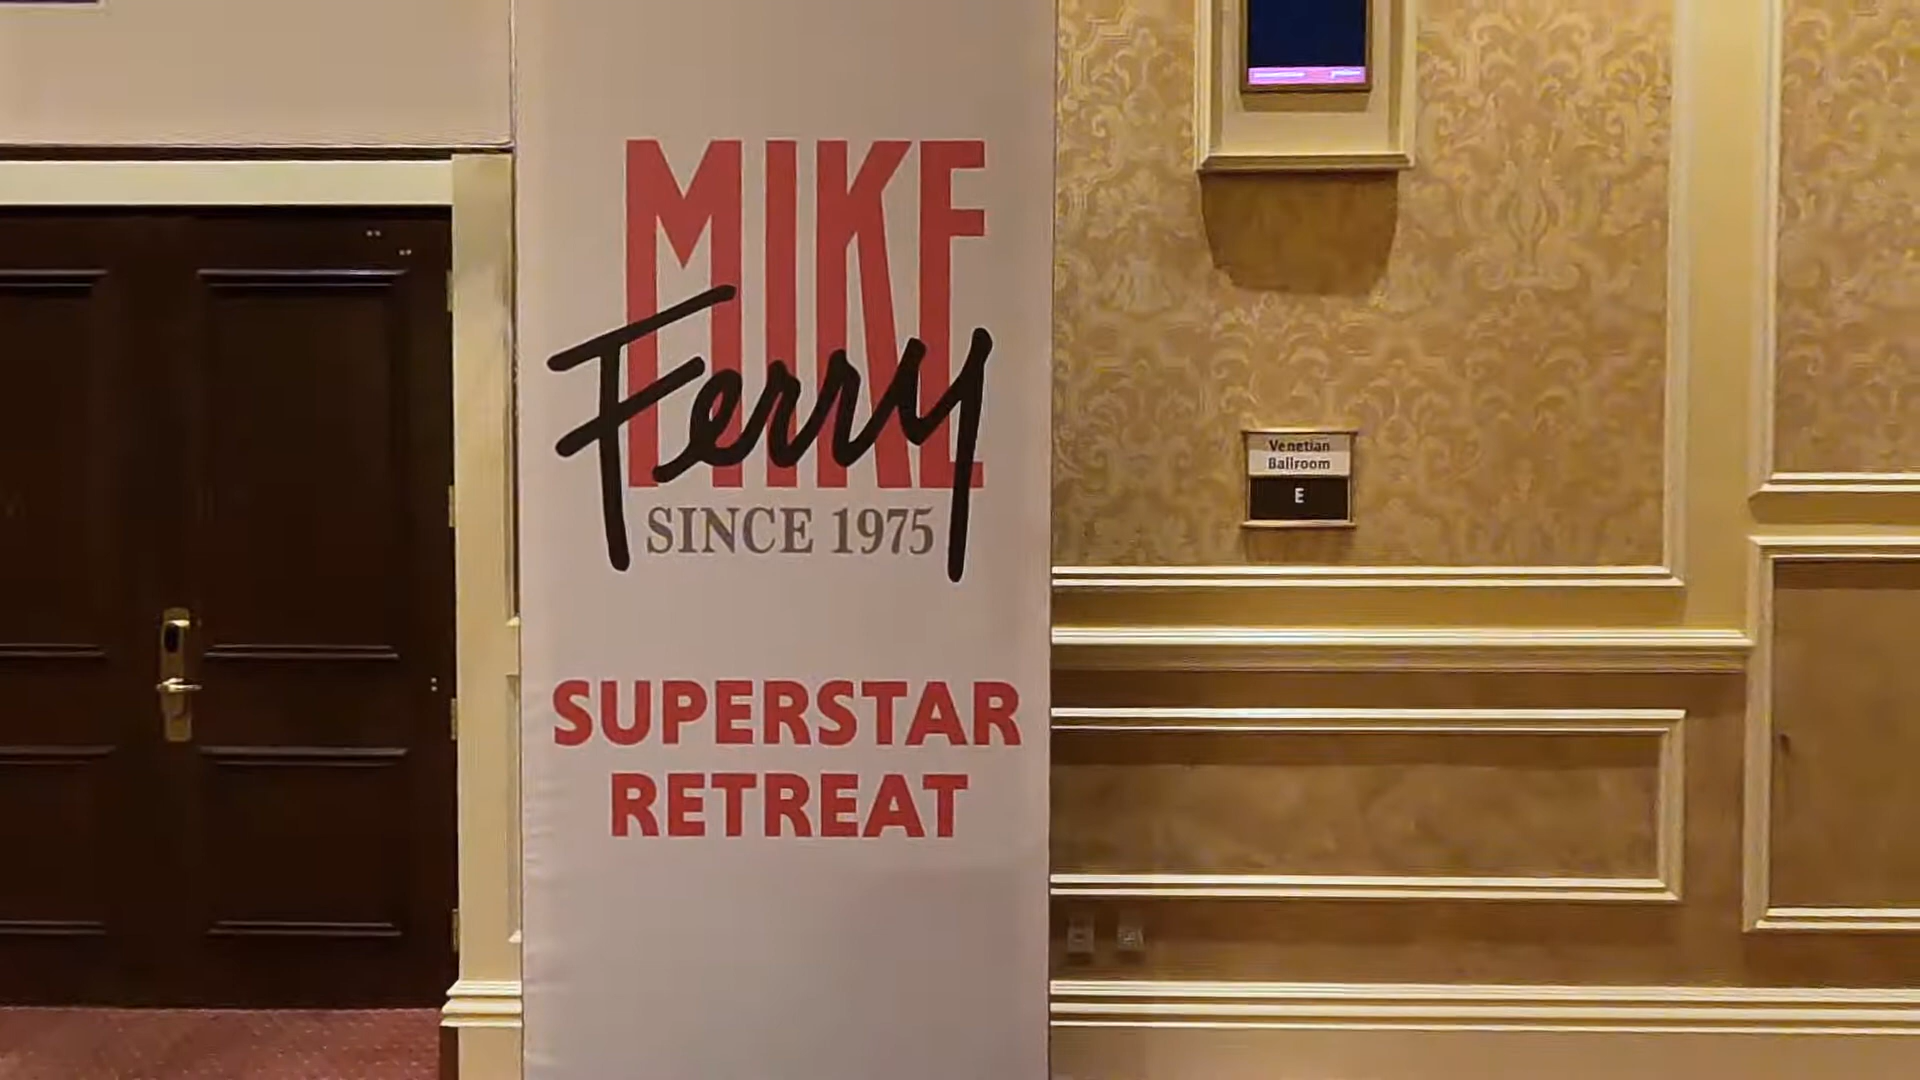 MIKE
Ferry
SINCE 1975
SUPERSTAR
RETREAT
Venetian
Ballroom
E